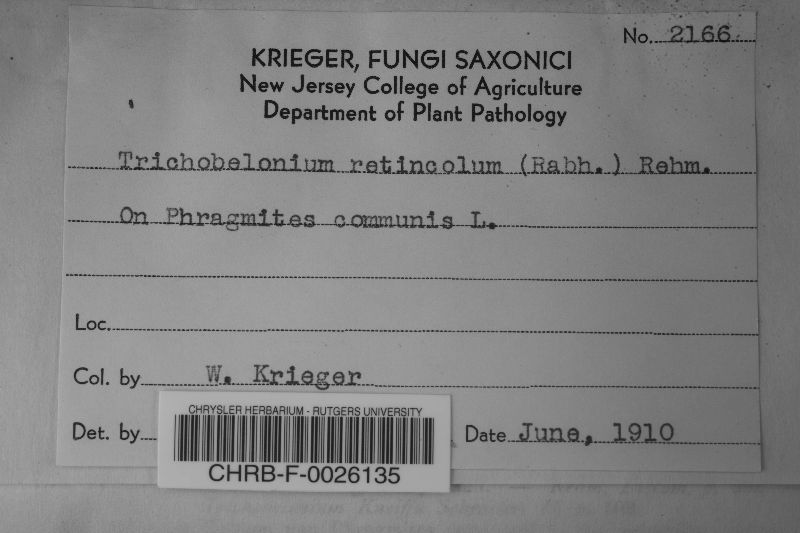 No. 2166
KRIEGER, FUNGI SAXONICI
New Jersey College of Agriculture
Department of Plant Pathology
Trichobelonium retincolum (Rabh.) Rehm.
On Phragmites communis L.
Loc.
Col. by W. Krieger
Det. by
Date June, 1910
CHRYSLER HERBARIUM - RUTGERS UNIVERSITY
CHRB-F-0026135